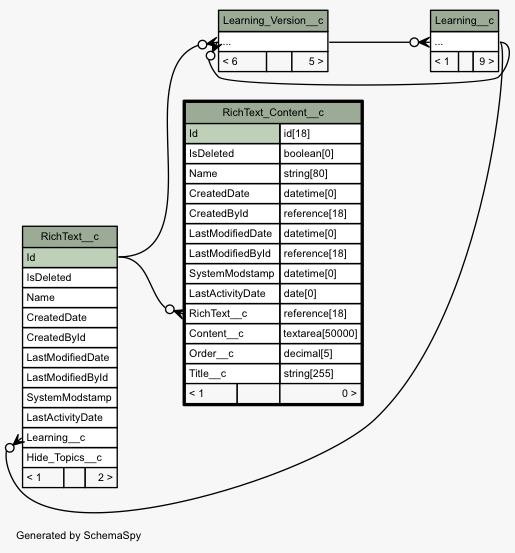 Learning_Version__c
...
< 6 5 >
Learning__c
...
< 1 9 >
RichText_Content__c
Id id[18]
IsDeleted boolean[0]
Name string[80]
CreatedDate datetime[0]
CreatedById reference[18]
LastModifiedDate datetime[0]
LastModifiedById reference[18]
SystemModstamp datetime[0]
LastActivityDate date[0]
RichText__c reference[18]
Content__c textarea[50000]
Order__c decimal[5]
Title__c string[255]
< 1 0 >
RichText__c
Id
IsDeleted
Name
CreatedDate
CreatedById
LastModifiedDate
LastModifiedById
SystemModstamp
LastActivityDate
Learning__c
Hide_Topics__c
< 1 2 >
Generated by SchemaSpy